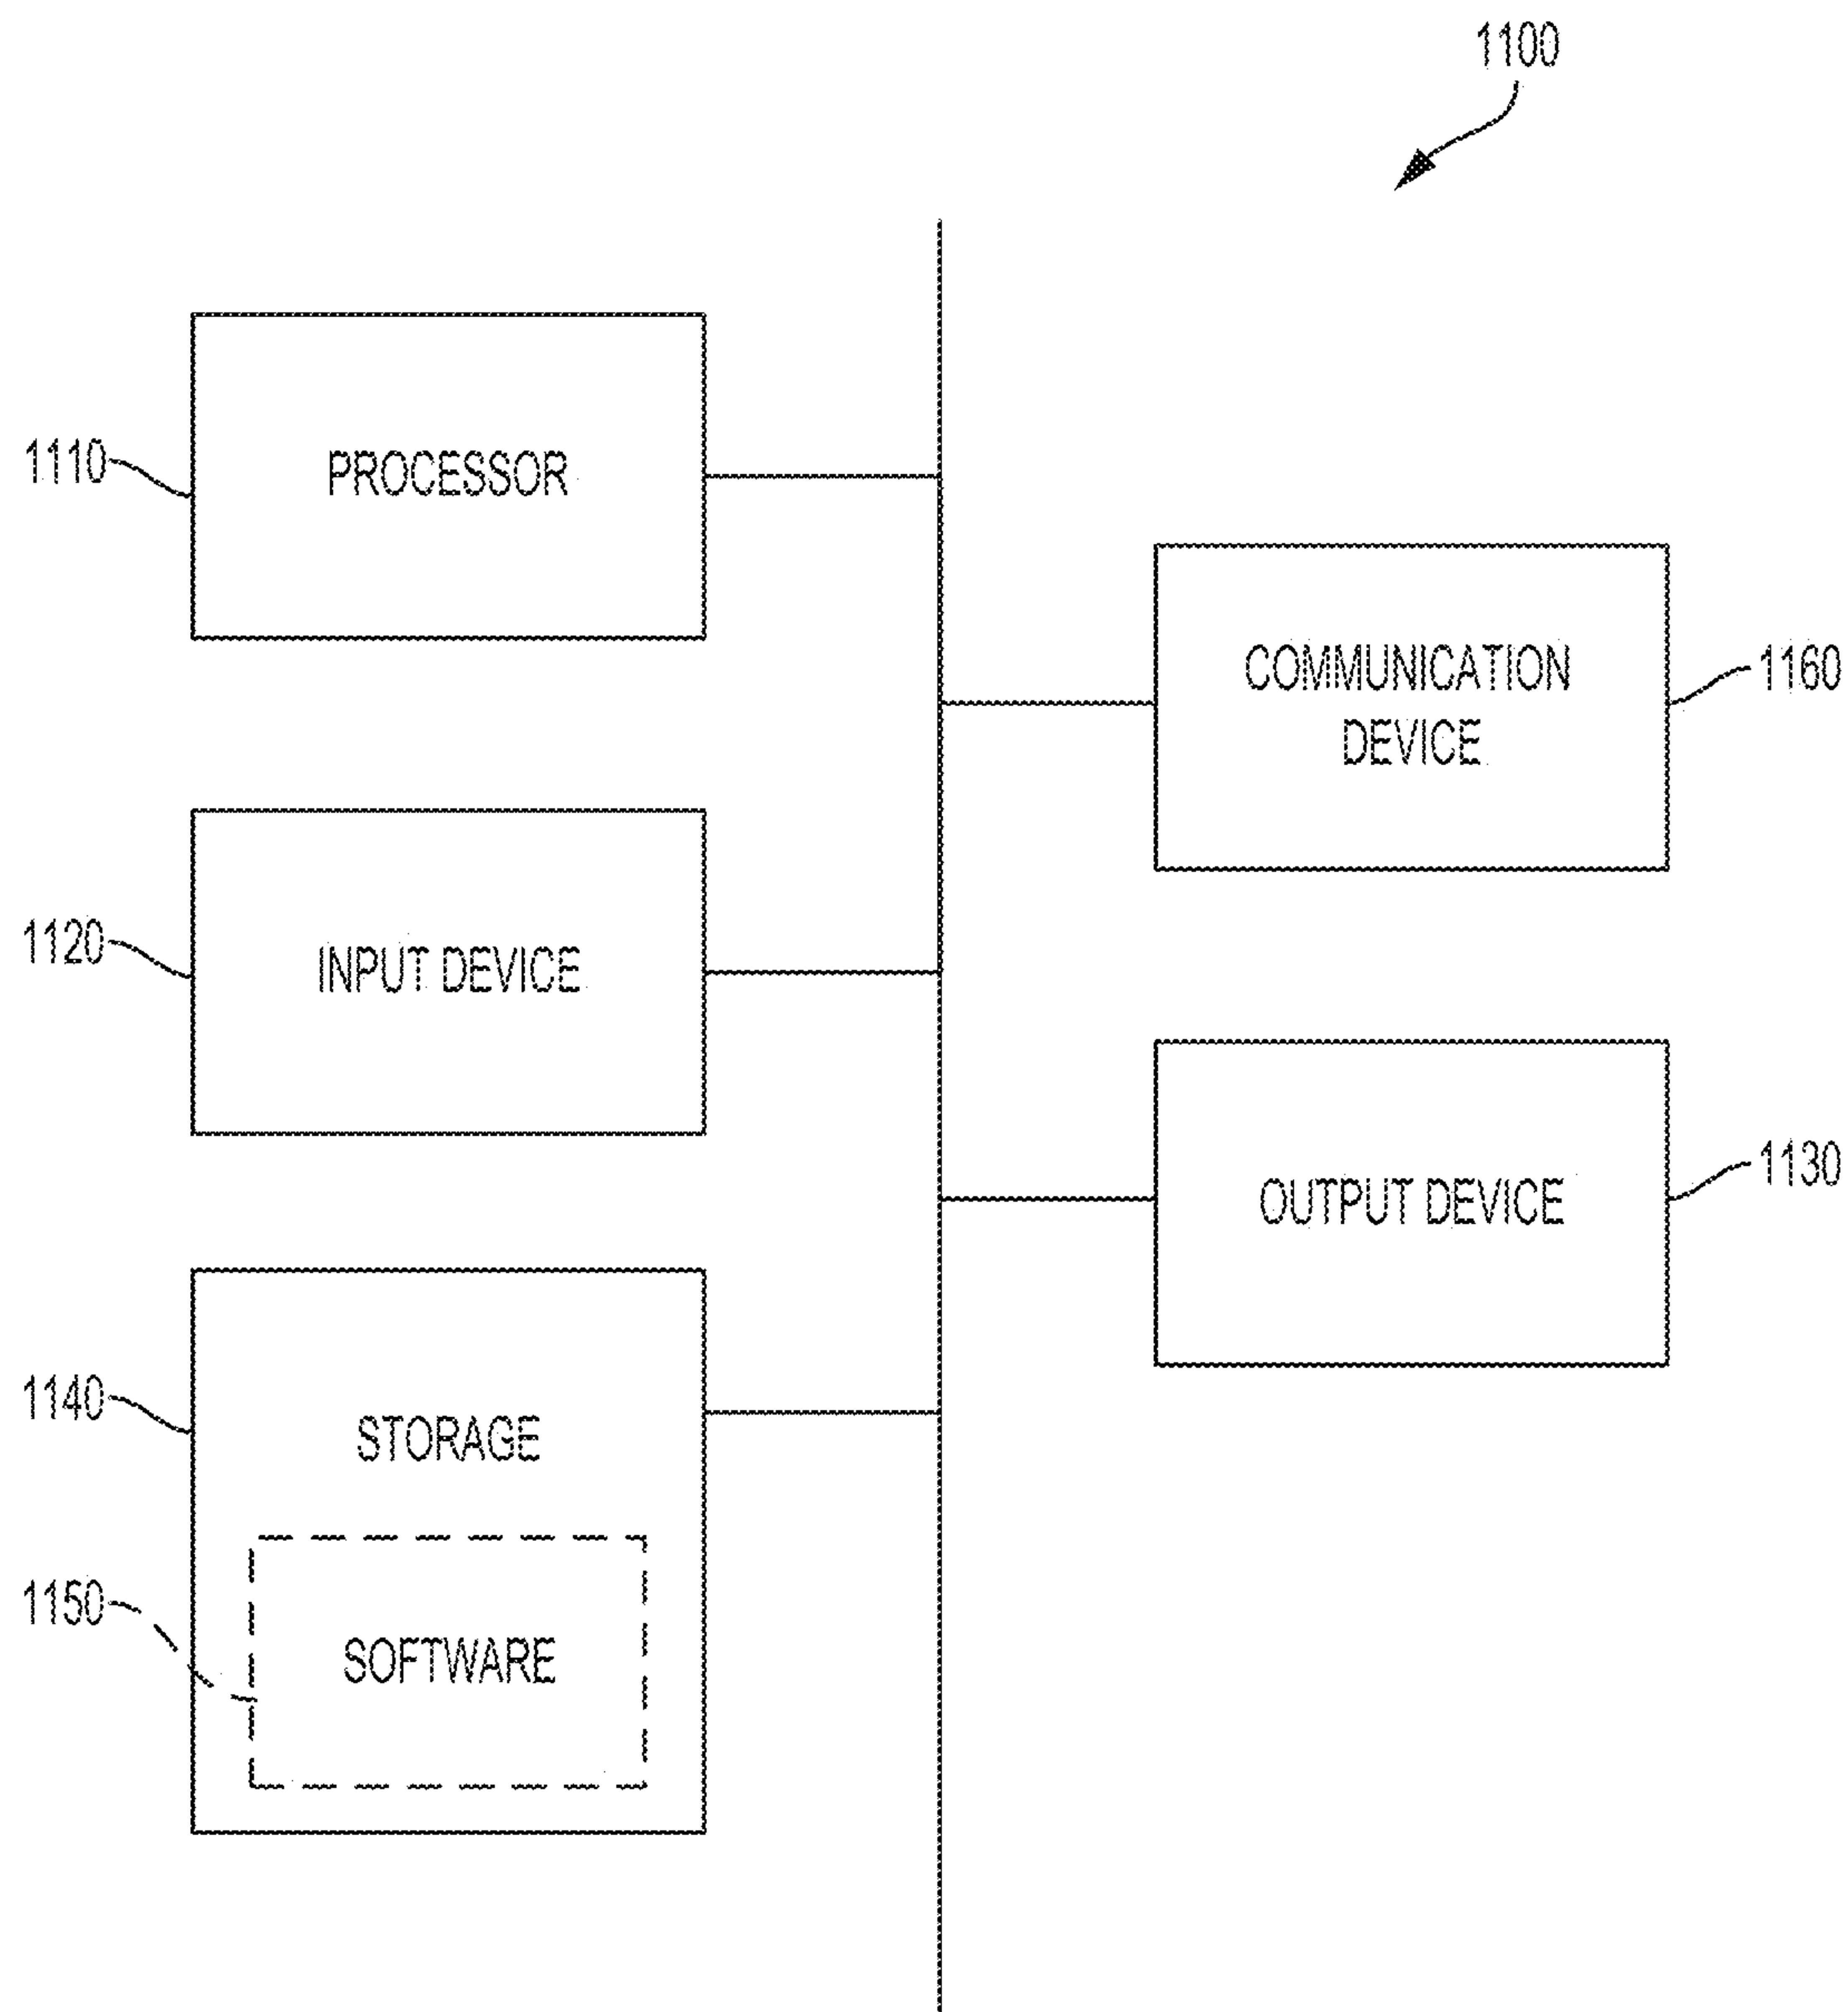 1100
1110
PROCESSOR
COMMUNICATION
DEVICE
1160
1120
INPUT DEVICE
OUTPUT DEVICE
1130
1140
STORAGE
1150
SOFTWARE